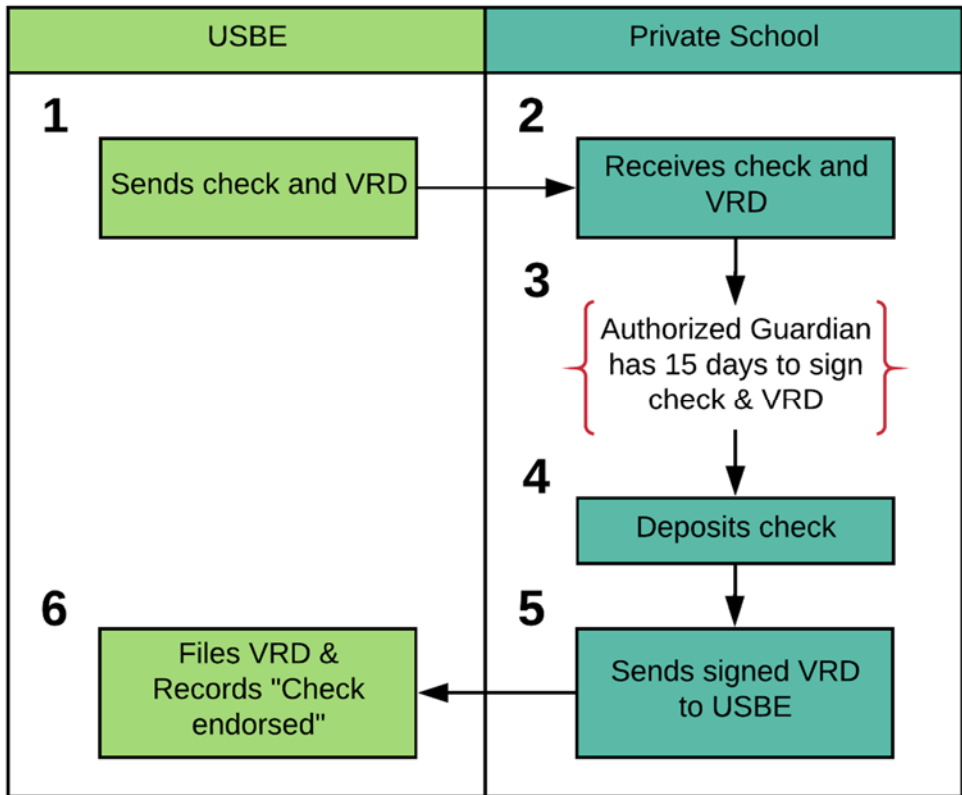 USBE
Private School
1
Sends check and VRD
2
Receives check and
VRD
3
Authorized Guardian
has 15 days to sign
check & VRD
4
Deposits check
5
Sends signed VRD
to USBE
6
Files VRD &
Records "Check
endorsed"